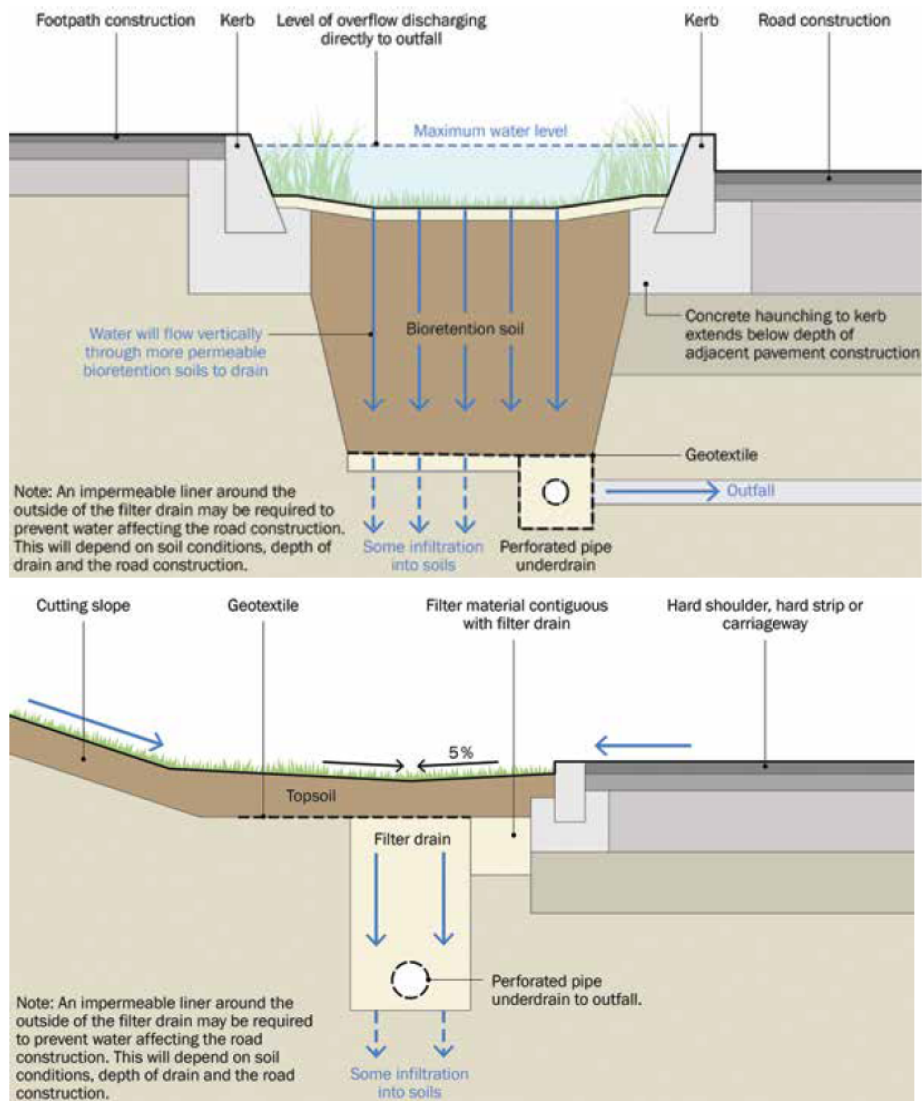 Footpath construction
Kerb
Level of overflow discharging
directly to outfall
Kerb
Road construction
Maximum water level
Water will flow vertically
through more permeable
bioretention soils to drain
Bioretention soil
Concrete haunching to kerb
extends below depth of
adjacent pavement construction
Geotextile
Outfall
Note: An impermeable liner around the
outside of the filter drain may be required to
prevent water affecting the road construction.
This will depend on soil conditions, depth of
drain and the road construction.
Some infiltration
into soils
Perforated pipe
underdrain
Cutting slope
Geotextile
Filter material contiguous
with filter drain
Hard shoulder, hard strip or
carriageway
5%
Topsoil
Filter drain
Perforated pipe
underdrain to outfall.
Note: An impermeable liner around the
outside of the filter drain may be required
to prevent water affecting the road
construction. This will depend on soil
conditions, depth of drain and the road
construction.
Some infiltration
into soils